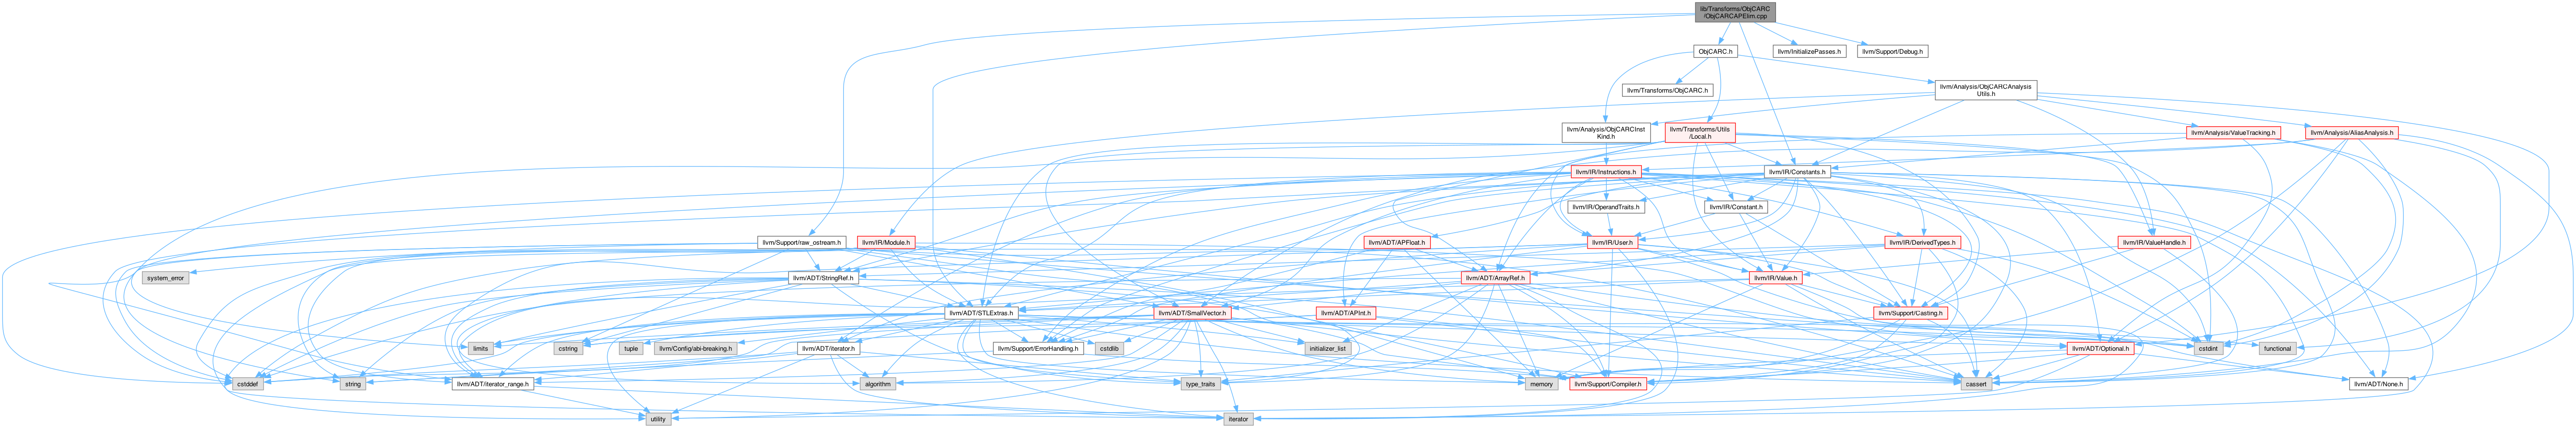 lib/Transforms/ObjCARC
/ObjCARCAPElim.cpp
ObjCARC.h
llvm/InitializePasses.h
llvm/Support/Debug.h
llvm/Transforms/ObjCARC.h
llvm/Analysis/ObjCARCAnalysis
Utils.h
llvm/Analysis/ObjCARCInst
Kind.h
llvm/Transforms/Utils
/Local.h
llvm/Analysis/ValueTracking.h
llvm/Analysis/AliasAnalysis.h
llvm/IR/Instructions.h
llvm/IR/Constants.h
llvm/IR/OperandTraits.h
llvm/IR/Constant.h
llvm/Support/raw_ostream.h
llvm/IR/Module.h
llvm/ADT/APFloat.h
llvm/IR/User.h
llvm/IR/DerivedTypes.h
llvm/IR/ValueHandle.h
system_error
llvm/ADT/StringRef.h
llvm/ADT/ArrayRef.h
llvm/IR/Value.h
llvm/ADT/STLExtras.h
llvm/ADT/SmallVector.h
llvm/ADT/APInt.h
llvm/Support/Casting.h
limits
cstring
tuple
llvm/Config/abi-breaking.h
llvm/ADT/iterator.h
llvm/Support/ErrorHandling.h
cstdlib
initializer_list
llvm/ADT/Optional.h
cstdint
functional
cstddef
string
llvm/ADT/iterator_range.h
algorithm
type_traits
memory
llvm/Support/Compiler.h
cassert
llvm/ADT/None.h
utility
iterator